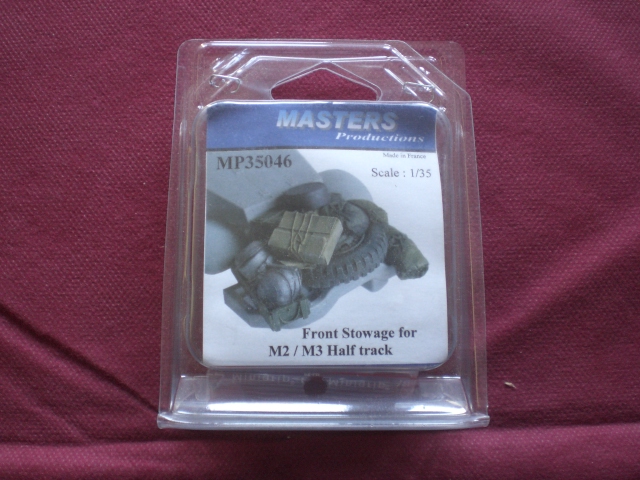 MASTERS
Productions
Made in France
MP35046
Scale : 1/35
Front Stowage for
M2 / M3 Half track